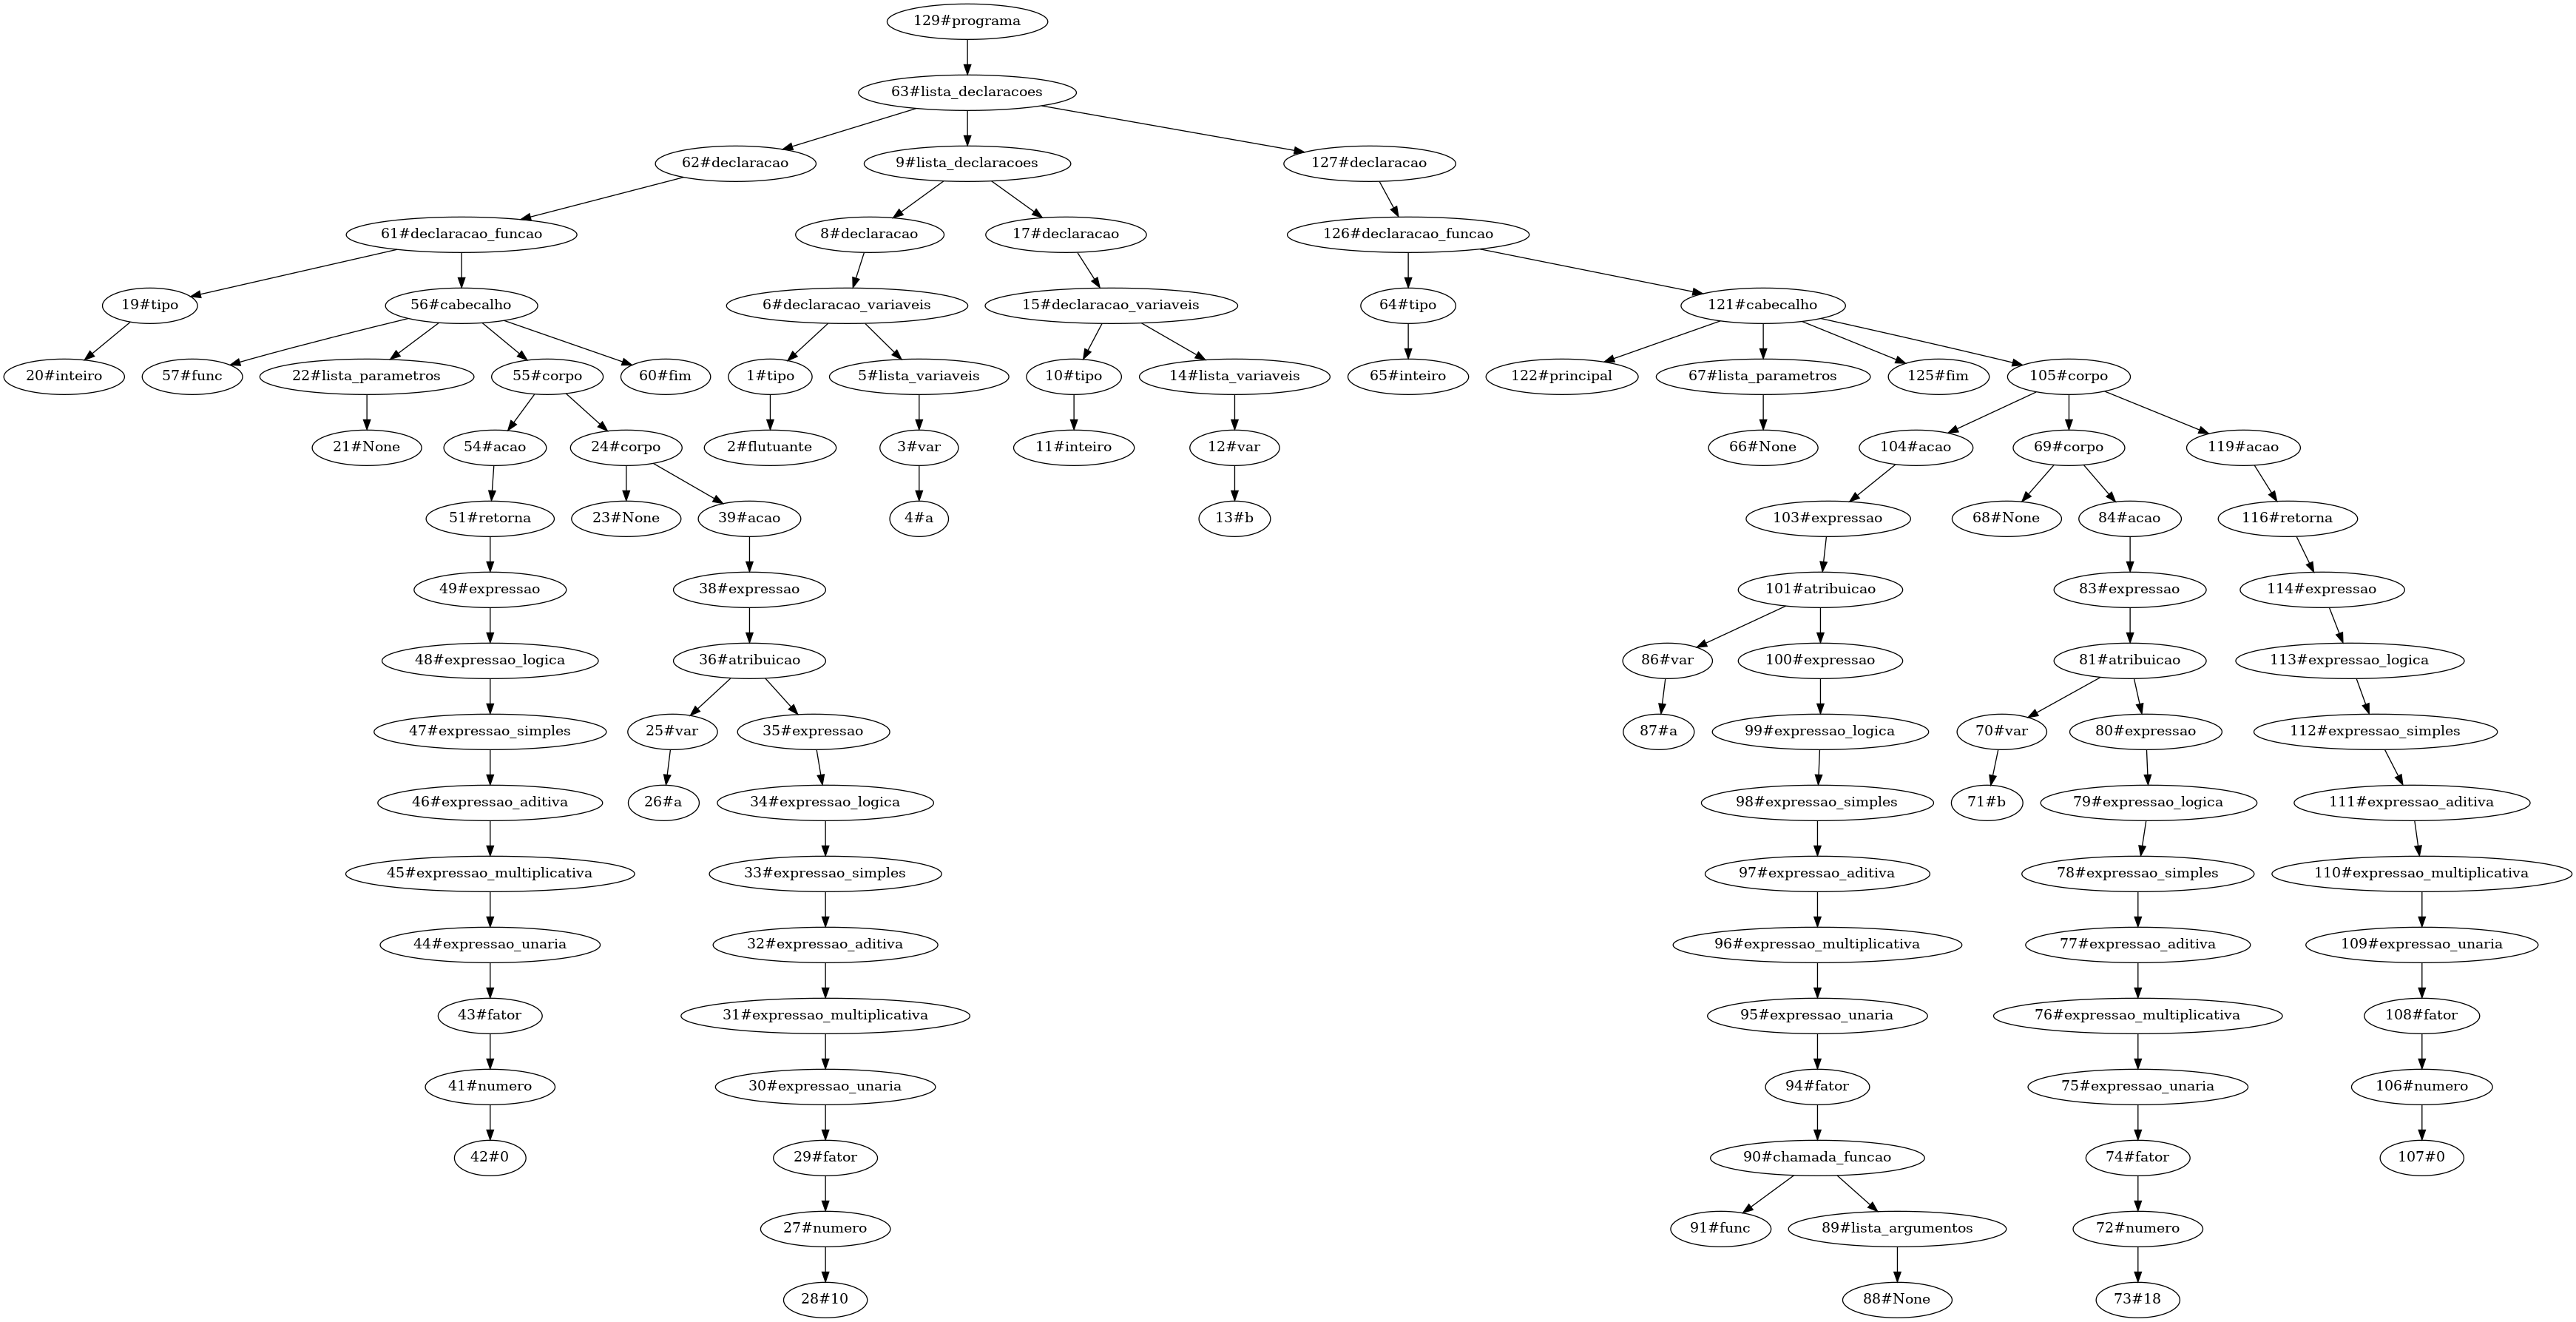 129#programa
63#lista_declaracoes
62#declaracao
9#lista_declaracoes
127#declaracao
61#declaracao_funcao
8#declaracao
17#declaracao
126#declaracao_funcao
19#tipo
56#cabecalho
6#declaracao_variaveis
15#declaracao_variaveis
64#tipo
121#cabecalho
20#inteiro
57#func
22#lista_parametros
55#corpo
60#fim
1#tipo
5#lista_variaveis
10#tipo
14#lista_variaveis
65#inteiro
122#principal
67#lista_parametros
125#fim
105#corpo
21#None
54#acao
24#corpo
2#flutuante
3#var
11#inteiro
12#var
66#None
104#acao
69#corpo
119#acao
51#retorna
23#None
39#acao
4#a
13#b
103#expressao
68#None
84#acao
116#retorna
49#expressao
38#expressao
101#atribuicao
83#expressao
114#expressao
48#expressao_logica
36#atribuicao
86#var
100#expressao
81#atribuicao
113#expressao_logica
47#expressao_simples
25#var
35#expressao
87#a
99#expressao_logica
70#var
80#expressao
112#expressao_simples
46#expressao_aditiva
26#a
34#expressao_logica
98#expressao_simples
71#b
79#expressao_logica
111#expressao_aditiva
45#expressao_multiplicativa
33#expressao_simples
97#expressao_aditiva
78#expressao_simples
110#expressao_multiplicativa
44#expressao_unaria
32#expressao_aditiva
96#expressao_multiplicativa
77#expressao_aditiva
109#expressao_unaria
43#fator
31#expressao_multiplicativa
95#expressao_unaria
76#expressao_multiplicativa
108#fator
41#numero
30#expressao_unaria
94#fator
75#expressao_unaria
106#numero
42#0
29#fator
90#chamada_funcao
74#fator
107#0
27#numero
91#func
89#lista_argumentos
72#numero
28#10
88#None
73#18